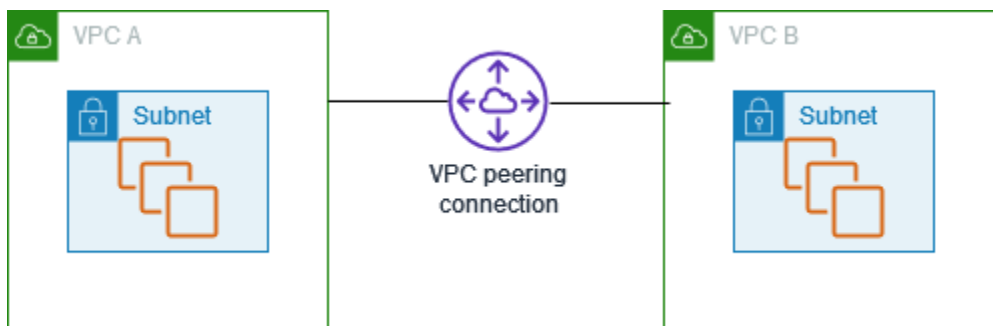 VPC A
VPC B
Subnet
Subnet
VPC peering
connection